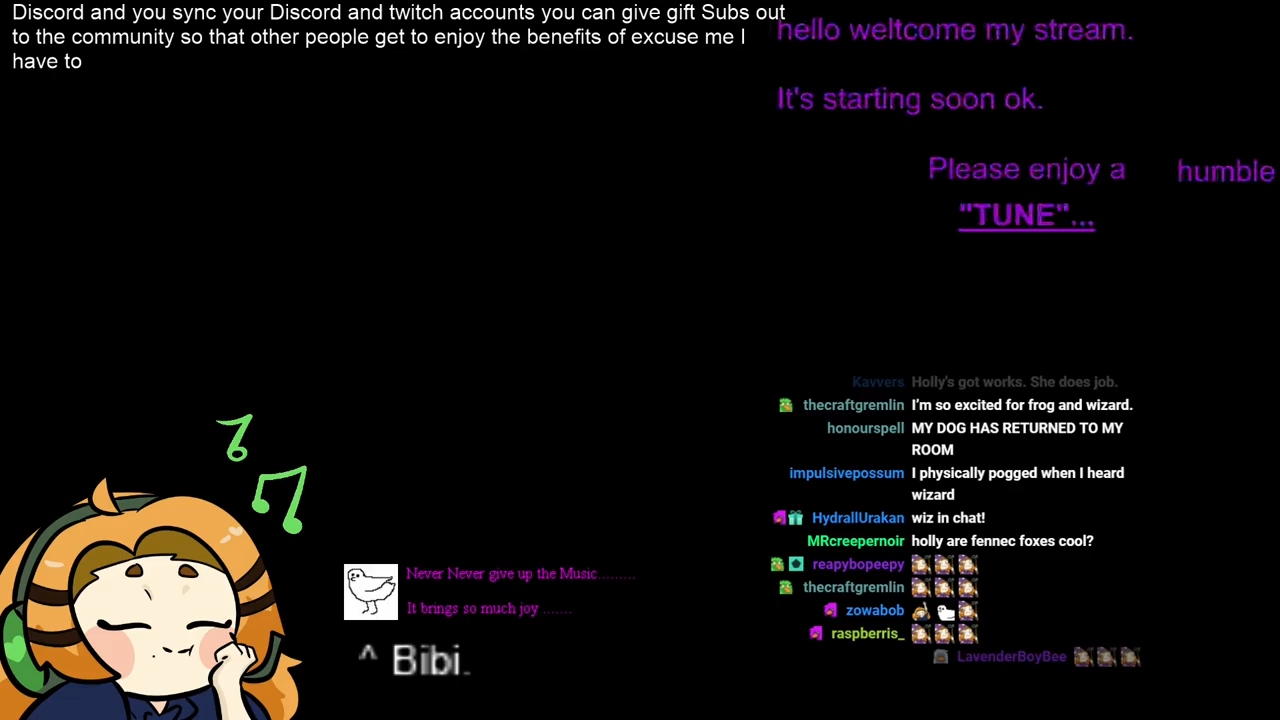 Discord and you sync your Discord and twitch accounts you can give gift Subs out
to the community so that other people get to enjoy the benefits of excuse me I
have to
hello weltcome my stream.
It's starting soon ok.
Please enjoy a humble
"TUNE"...
Kavvers Holly's got works. She does job.
thecraftgremlin I'm so excited for frog and wizard.
honourspell MY DOG HAS RETURNED TO MY
ROOM
impulsivepossum I physically pogged when I heard
wizard
HydrallUrakan wiz in chat!
MRcreepernoir holly are fennec foxes cool?
reapybopeepy
thecraftgremlin
zowabob
raspberris_
LavenderBoyBee
Never Never give up the Music.........
It brings so much joy .......
^ Bibi.